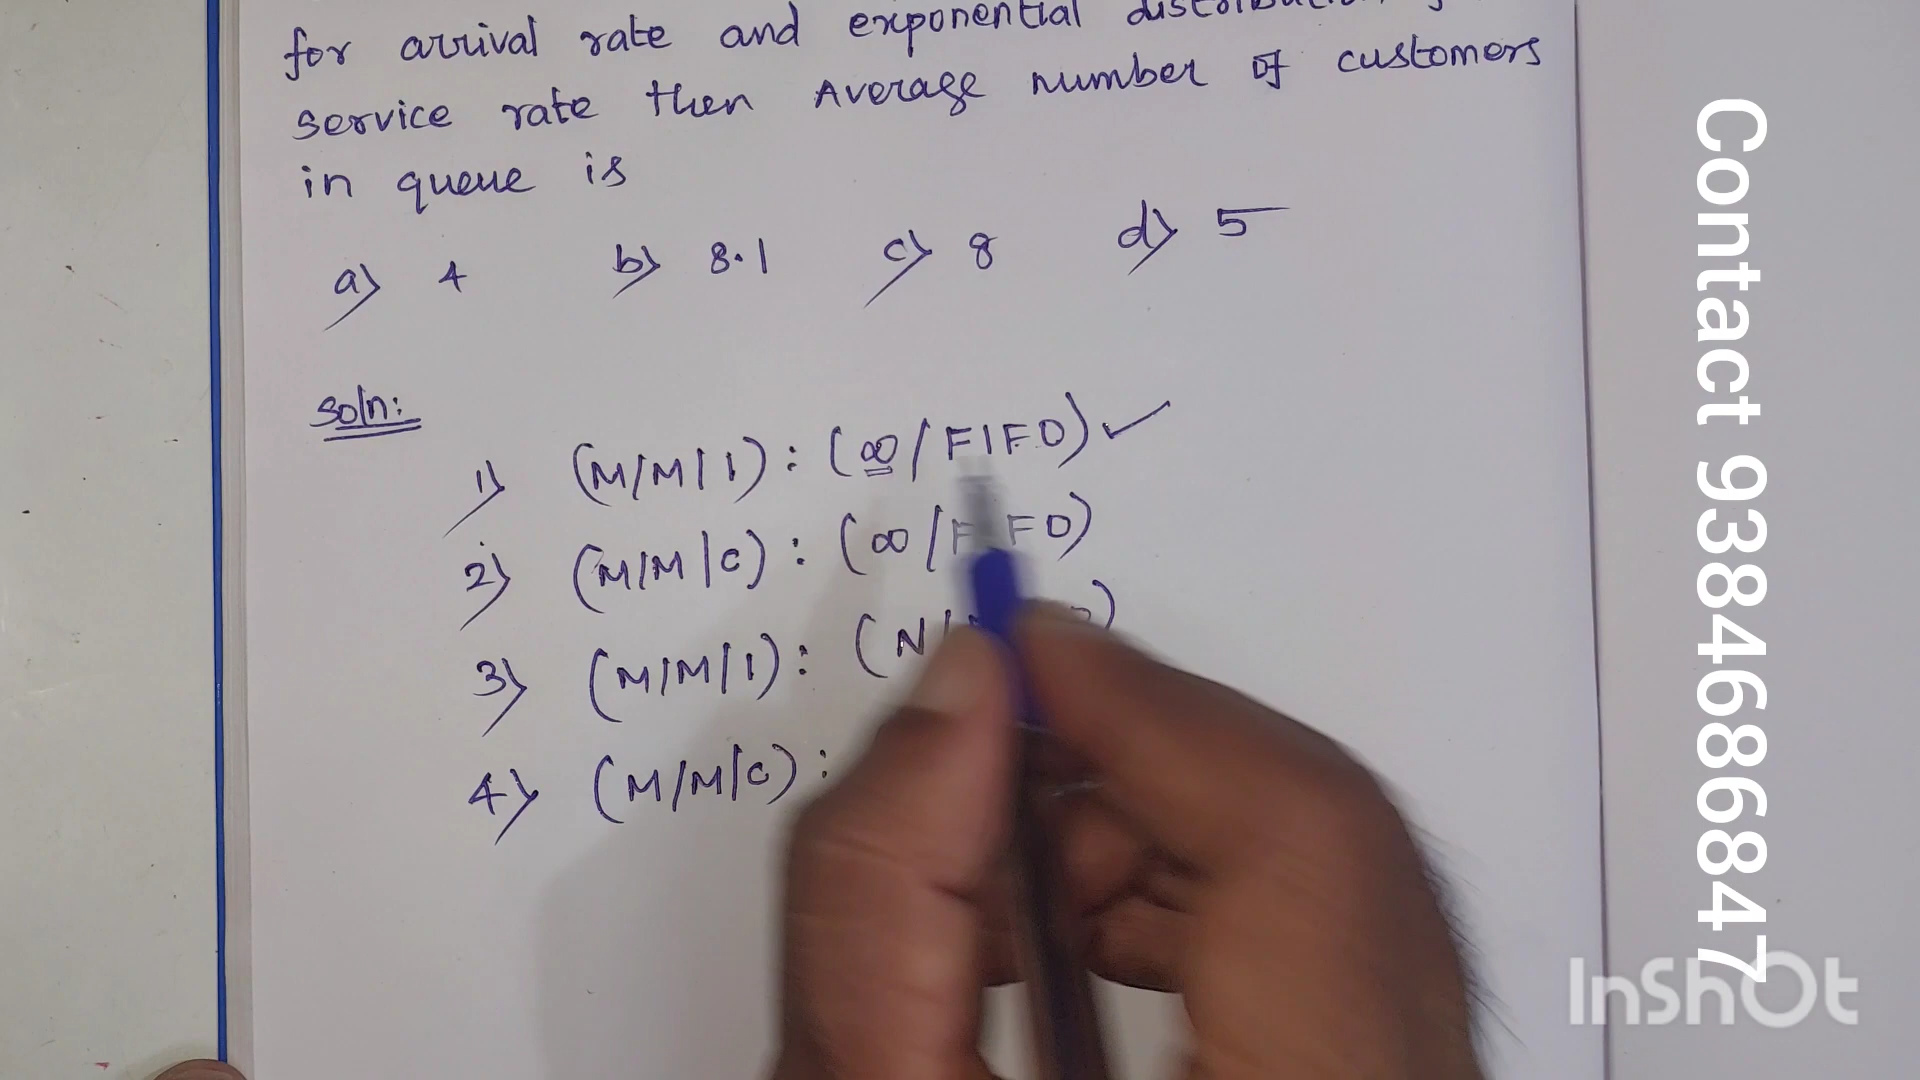 for arrival rate and exponential
service rate then Average number of customers
in queue is
a) 4 b) 8.1 c) 8 d) 5
Soln:
1) (M/M/1) : (∞/FIFO) ✓
2) (M/M/C) : (∞/F FO)
3) (M/M/1) : (N/
4) (M/M/C) :
Contact 9384686847
InShOt